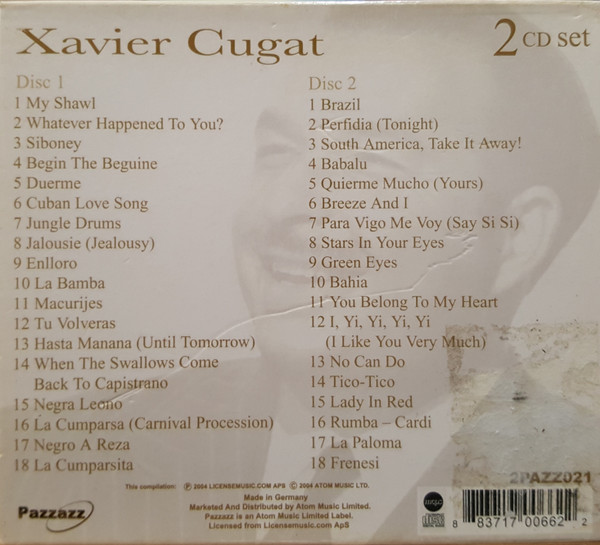 Xavier Cugat
2 CD set
Disc 1
1 My Shawl
2 Whatever Happened To You?
3 Siboney
4 Begin The Beguine
5 Duerme
6 Cuban Love Song
7 Jungle Drums
8 Jalousie (Jealousy)
9 Enlloro
10 La Bamba
11 Macurijes
12 Tu Volveras
13 Hasta Manana (Until Tomorrow)
14 When The Swallows Come
Back To Capistrano
15 Negra Leono
16 La Cumparsa (Carnival Procession)
17 Negro A Reza
18 La Cumparsita
Disc 2
1 Brazil
2 Perfidia (Tonight)
3 South America, Take It Away!
4 Babalu
5 Quierme Mucho (Yours)
6 Breeze And I
7 Para Vigo Me Voy (Say Si Si)
8 Stars In Your Eyes
9 Green Eyes
10 Bahia
11 You Belong To My Heart
12 I, Yi, Yi, Yi, Yi
(I Like You Very Much)
13 No Can Do
14 Tico-Tico
15 Lady In Red
16 Rumba – Cardi
17 La Paloma
18 Frenesi
Pazzazz
This compilation: ℗ 2004 LICENSEMUSIC.COM APS © 2004 ATOM MUSIC LTD.
Made in Germany
Marketed And Distributed by Atom Music Limited.
Pazzazz is an Atom Music Limited Label.
Licensed from Licensemusic.com ApS
2PAZZ021
8 83717 00662 2